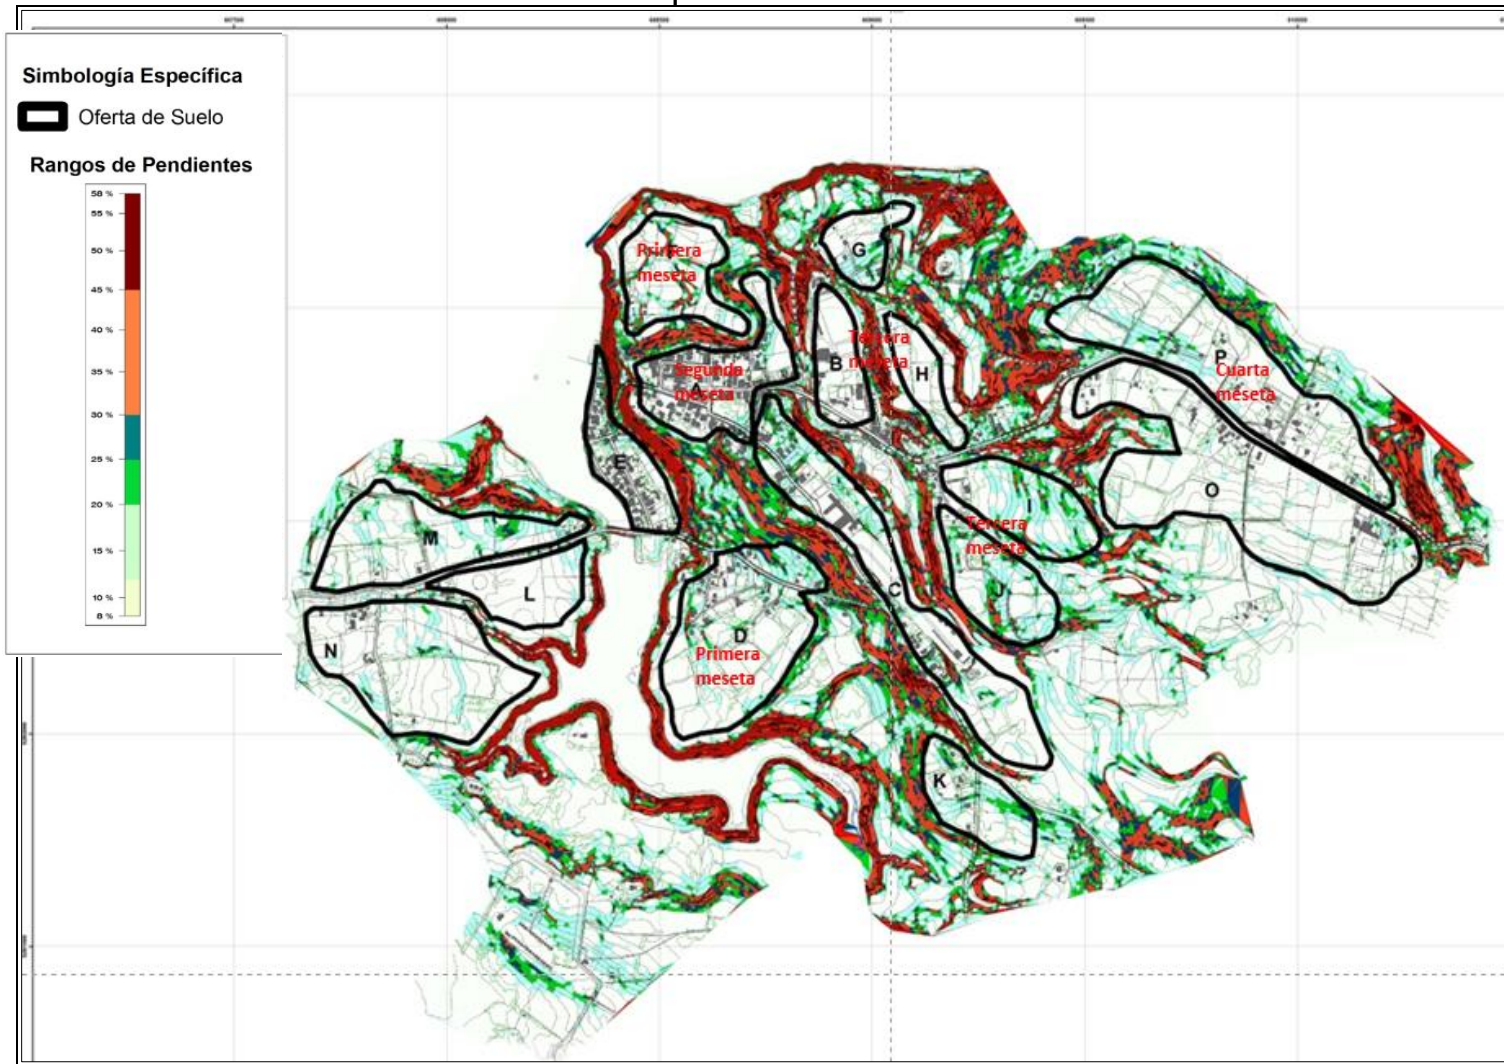 Simbología Específica
Oferta de Suelo
Rangos de Pendientes
58 %
55 %
50 %
45 %
40 %
35 %
30 %
25 %
20 %
15 %
10 %
8 %
Primera
meseta
G
Segunda
meseta
A
B
Tercera
meseta
H
P
Cuarta
meseta
E
M
L
N
D
Primera
meseta
C
I
Tercera
meseta
J
O
K